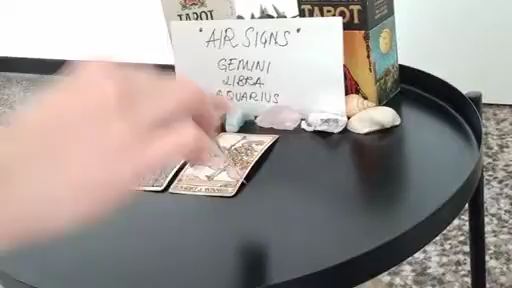 TAROT
TAROT
"AIR SIGNS"
GEMINI
LIBRA
AQUARIUS